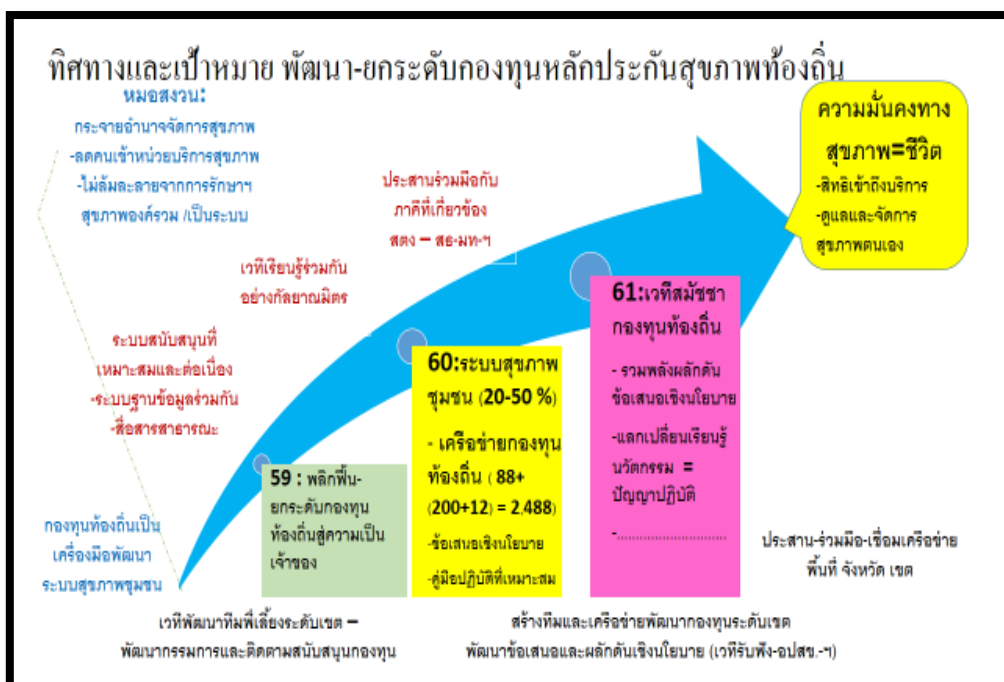 ทิศทางและเป้าหมาย พัฒนา-ยกระดับกองทุนหลักประกันสุขภาพท้องถิ่น
หมอสงวน:
กระจายอำนาจจัดการสุขภาพ
-ลดคนเข้าหน่วยบริการสุขภาพ
-ไม่ล้มละลายจากการรักษาฯ
สุขภาพองค์รวม /เป็นระบบ
ความมั่นคงทาง
สุขภาพ=ชีวิต
-สิทธิเข้าถึงบริการ
-ดูแลและจัดการ
สุขภาพตนเอง
ประสานร่วมมือกับ
ภาคีที่เกี่ยวข้อง
สตง – สธ-มท-ฯ
เวทีเรียนรู้ร่วมกัน
อย่างกัลยาณมิตร
ระบบสนับสนุนที่
เหมาะสมและต่อเนื่อง
-ระบบฐานข้อมูลร่วมกัน
-สื่อสารสาธารณะ
กองทุนท้องถิ่นเป็น
เครื่องมือพัฒนา
ระบบสุขภาพชุมชน
59 : พลิกฟื้น-
ยกระดับกองทุน
ท้องถิ่นสู่ความเป็น
เจ้าของ
60:ระบบสุขภาพ
ชุมชน (20-50 %)
- เครือข่ายกองทุน
ท้องถิ่น ( 88+
(200+12) = 2,488)
-ข้อเสนอเชิงนโยบาย
-คู่มือปฏิบัติที่เหมาะสม
61:เวทีสมัชชา
กองทุนท้องถิ่น
- รวมพลังผลักดัน
ข้อเสนอเชิงนโยบาย
-แลกเปลี่ยนเรียนรู้
นวัตกรรม =
ปัญญาปฏิบัติ
-............................
ประสาน-ร่วมมือ-เชื่อมเครือข่าย
พื้นที่ จังหวัด เขต
เวทีพัฒนาทีมพี่เลี้ยงระดับเขต –
พัฒนากรรมการและติดตามสนับสนุนกองทุน
สร้างทีมและเครือข่ายพัฒนากองทุนระดับเขต
พัฒนาข้อเสนอและผลักดันเชิงนโยบาย (เวทีรับฟัง-อปสข.-ฯ)